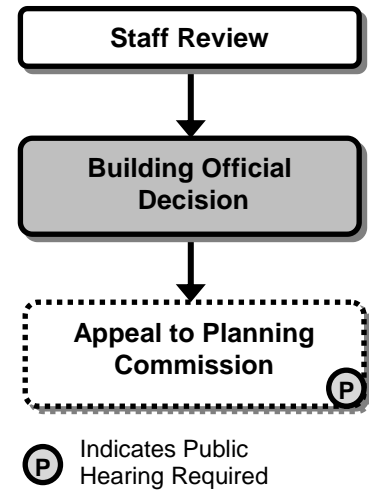 Staff Review
Building Official
Decision
Appeal to Planning
Commission
P
P
Indicates Public
Hearing Required